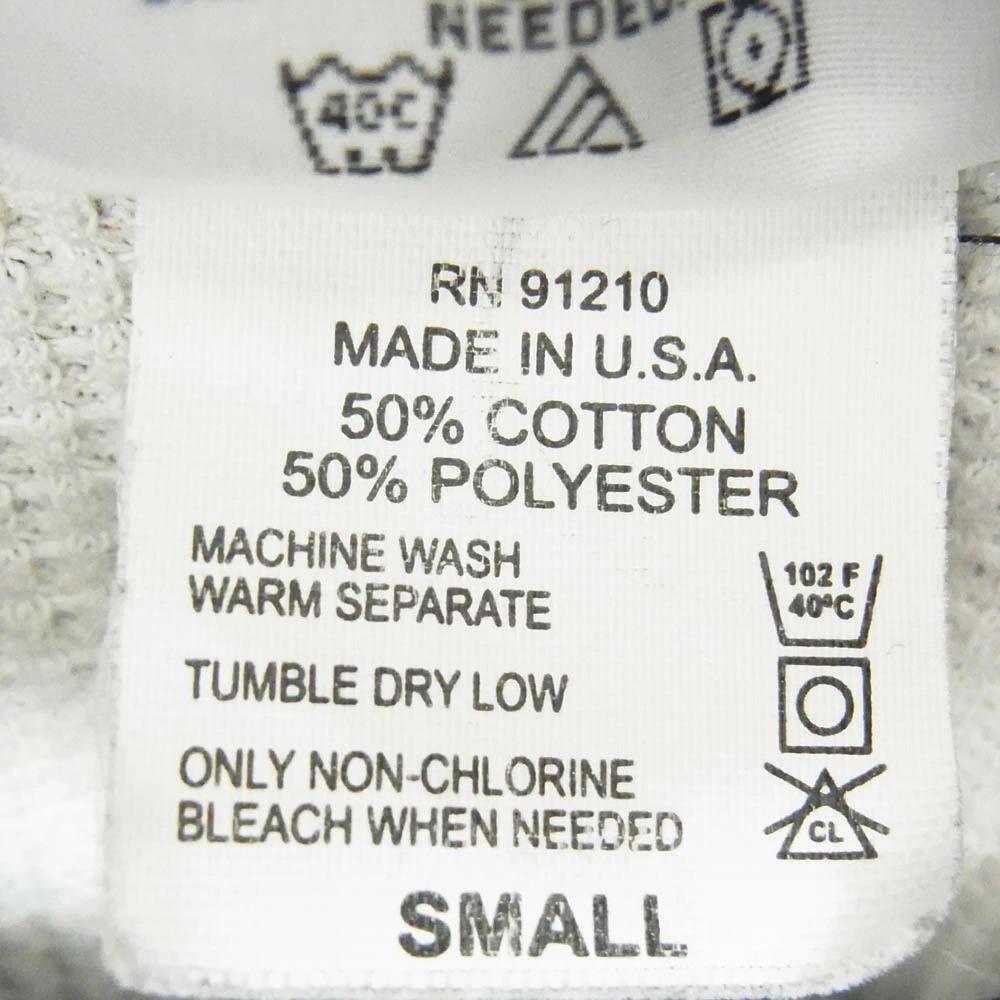 NEEDED.
40C
RN 91210
MADE IN U.S.A.
50% COTTON
50% POLYESTER
MACHINE WASH
WARM SEPARATE
102 F
40°C
TUMBLE DRY LOW
ONLY NON-CHLORINE
BLEACH WHEN NEEDED
CL
SMALL